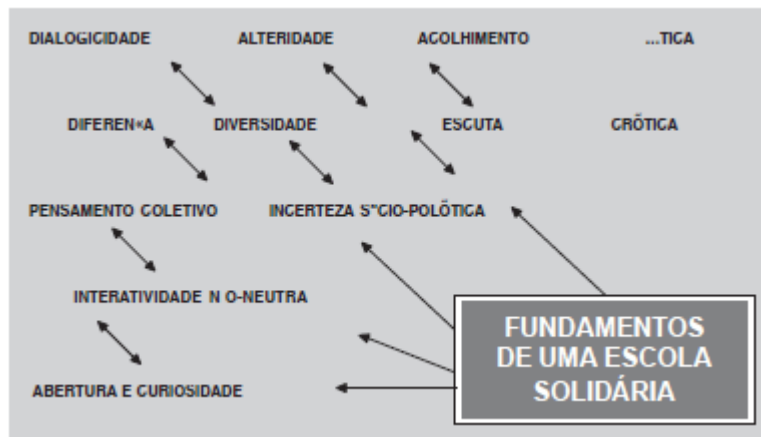 DIALOGICIDADE ALTERIDADE ACOLHIMENTO ...TICA
DIFEREN«A DIVERSIDADE ESCUTA CRÕTICA
PENSAMENTO COLETIVO INCERTEZA S"CIO-POLÕTICA
INTERATIVIDADE N O-NEUTRA
ABERTURA E CURIOSIDADE
FUNDAMENTOS
DE UMA ESCOLA
SOLIDÁRIA